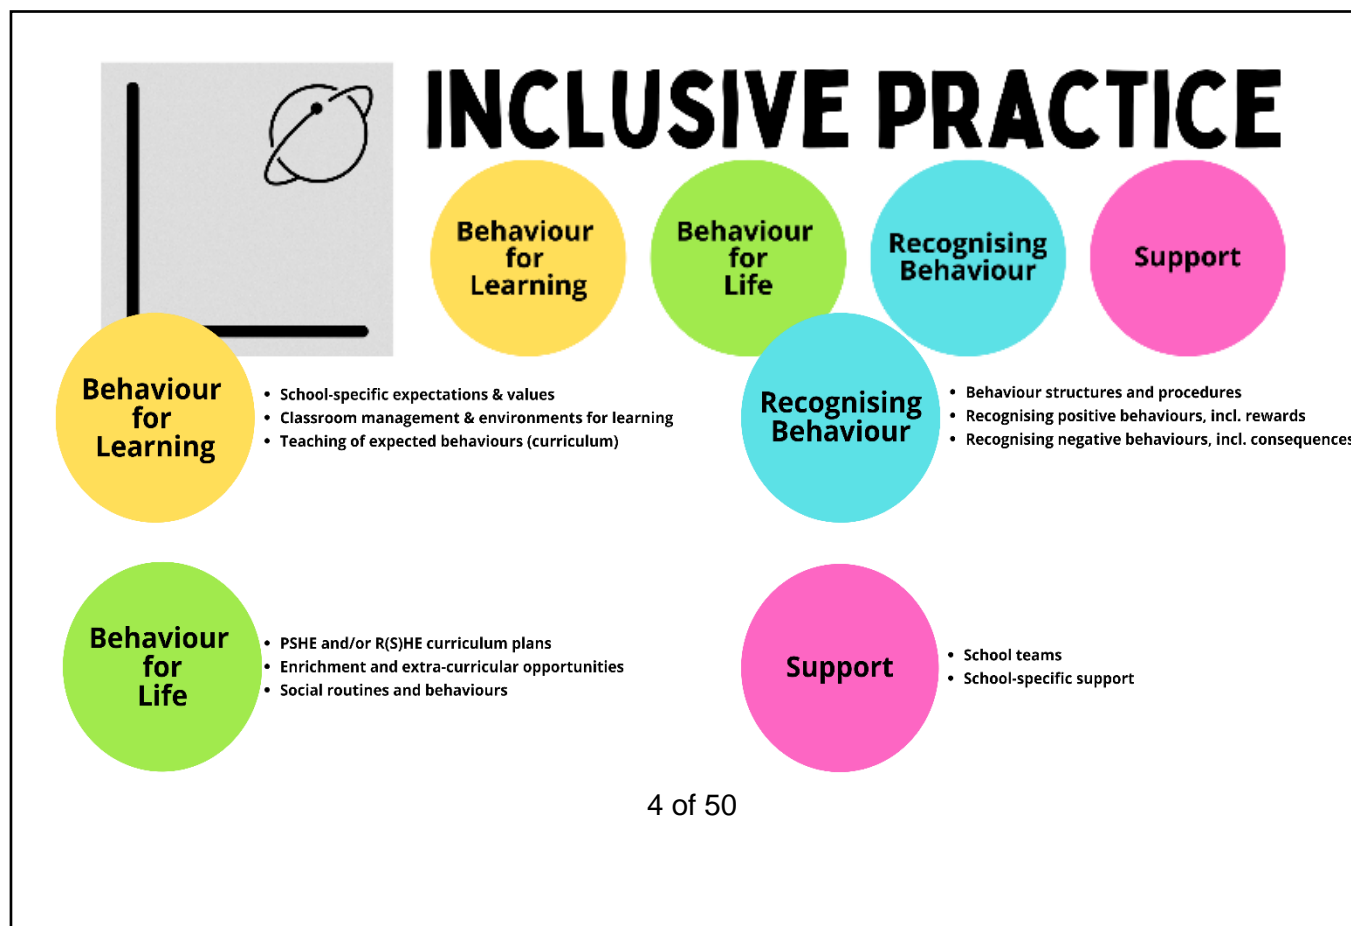 INCLUSIVE PRACTICE
Behaviour
for
Learning
Behaviour
for
Life
Recognising
Behaviour
Support
Behaviour
for
Learning
• School-specific expectations & values
• Classroom management & environments for learning
• Teaching of expected behaviours (curriculum)
Recognising
Behaviour
• Behaviour structures and procedures
• Recognising positive behaviours, incl. rewards
• Recognising negative behaviours, incl. consequences
Behaviour
for
Life
• PSHE and/or R(S)HE curriculum plans
• Enrichment and extra-curricular opportunities
• Social routines and behaviours
Support
• School teams
• School-specific support
4 of 50